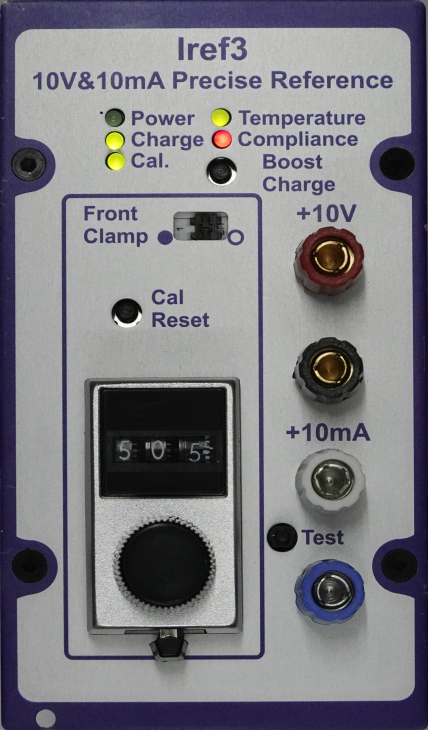 Iref3
10V&10mA Precise Reference
Power
Temperature
Charge
Compliance
Cal.
Boost
Charge
Front
Clamp
+10V
Cal
Reset
+10mA
5 0 5
Test